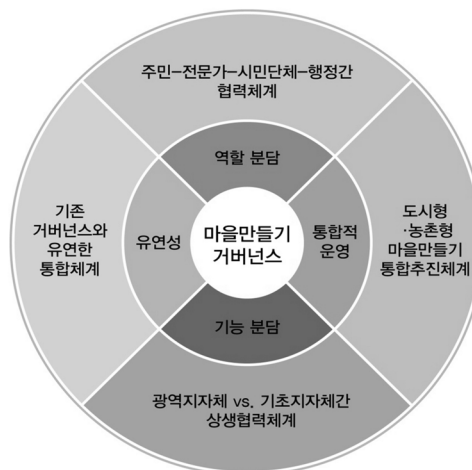 주민-전문가-시민단체-행정간
협력체계
역할 분담
기존
거버넌스와
유연한
통합체계
유연성
마을만들기
거버넌스
통합적
운영
도시형
·농촌형
마을만들기
통합추진체계
기능 분담
광역지자체 vs. 기초지자체간
상생협력체계